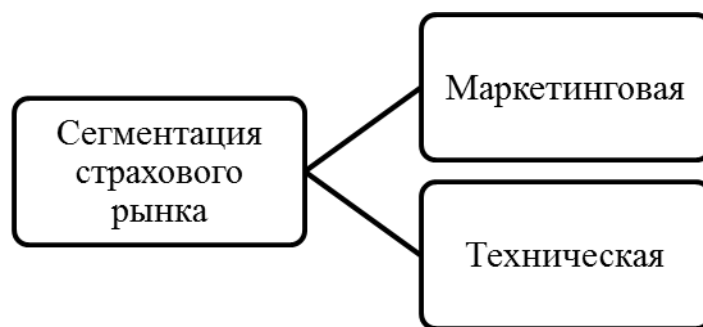 Маркетинговая
Сегментация
страхового
рынка
Техническая